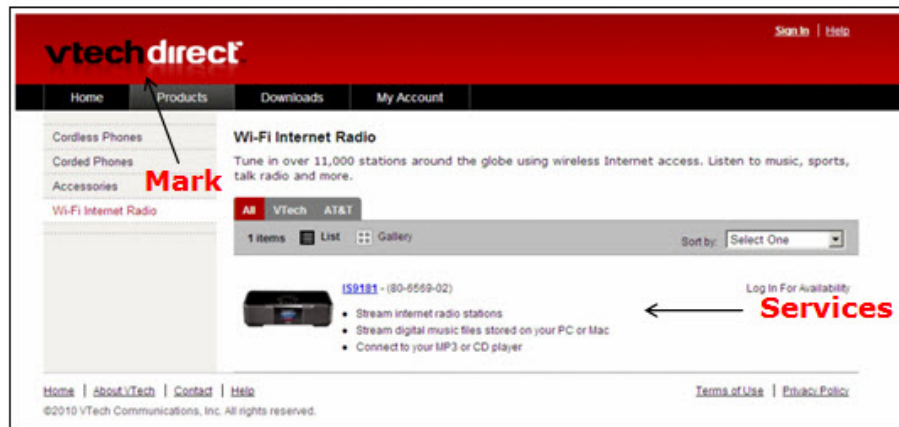 Sign In | Help
vtechdirect
Home Products Downloads My Account
Cordless Phones
Corded Phones
Accessories
Wi-Fi Internet Radio
Mark
Wi-Fi Internet Radio
Tune in over 11,000 stations around the globe using wireless Internet access. Listen to music, sports,
talk radio and more.
All VTech AT&T
1 items List Gallery Sort by: Select One
IS9181 - (80-6569-02) Log In For Availability
• Stream internet radio stations
• Stream digital music files stored on your PC or Mac
• Connect to your MP3 or CD player
Services
Home | About VTech | Contact | Help Terms of Use | Privacy Policy
©2010 VTech Communications, Inc. All rights reserved.